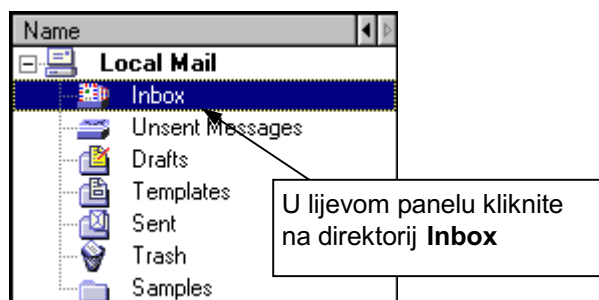 Name
Local Mail
Inbox
Unsent Messages
Drafts
Templates
U lijevom panelu kliknite
na direktorij Inbox
Sent
Trash
Samples